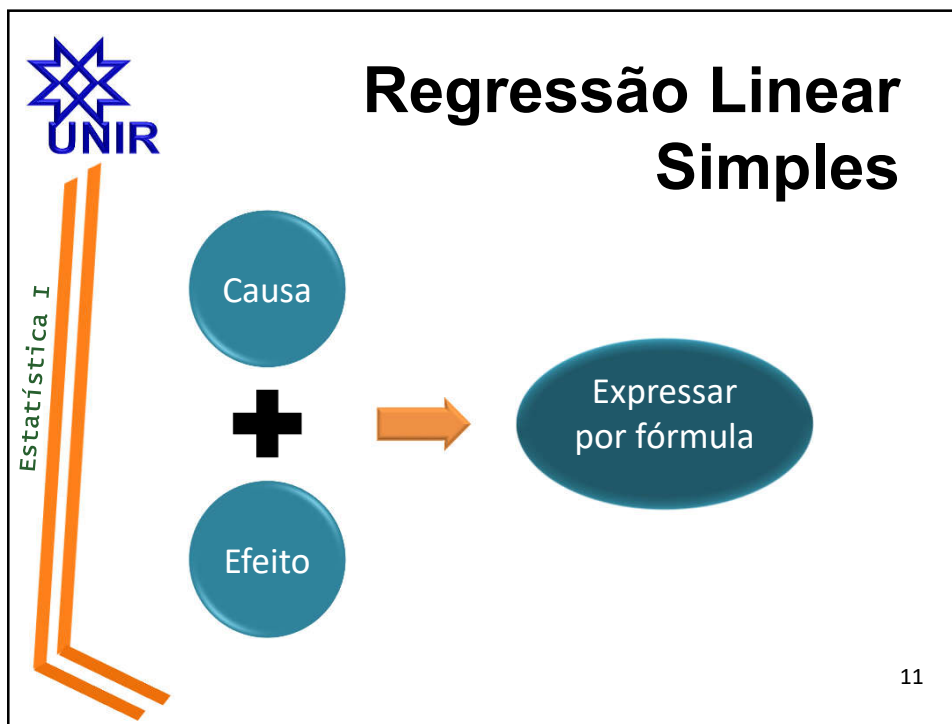 UNIR
Regressão Linear
Simples
Estatística I
Causa
Efeito
Expressar
por fórmula
11